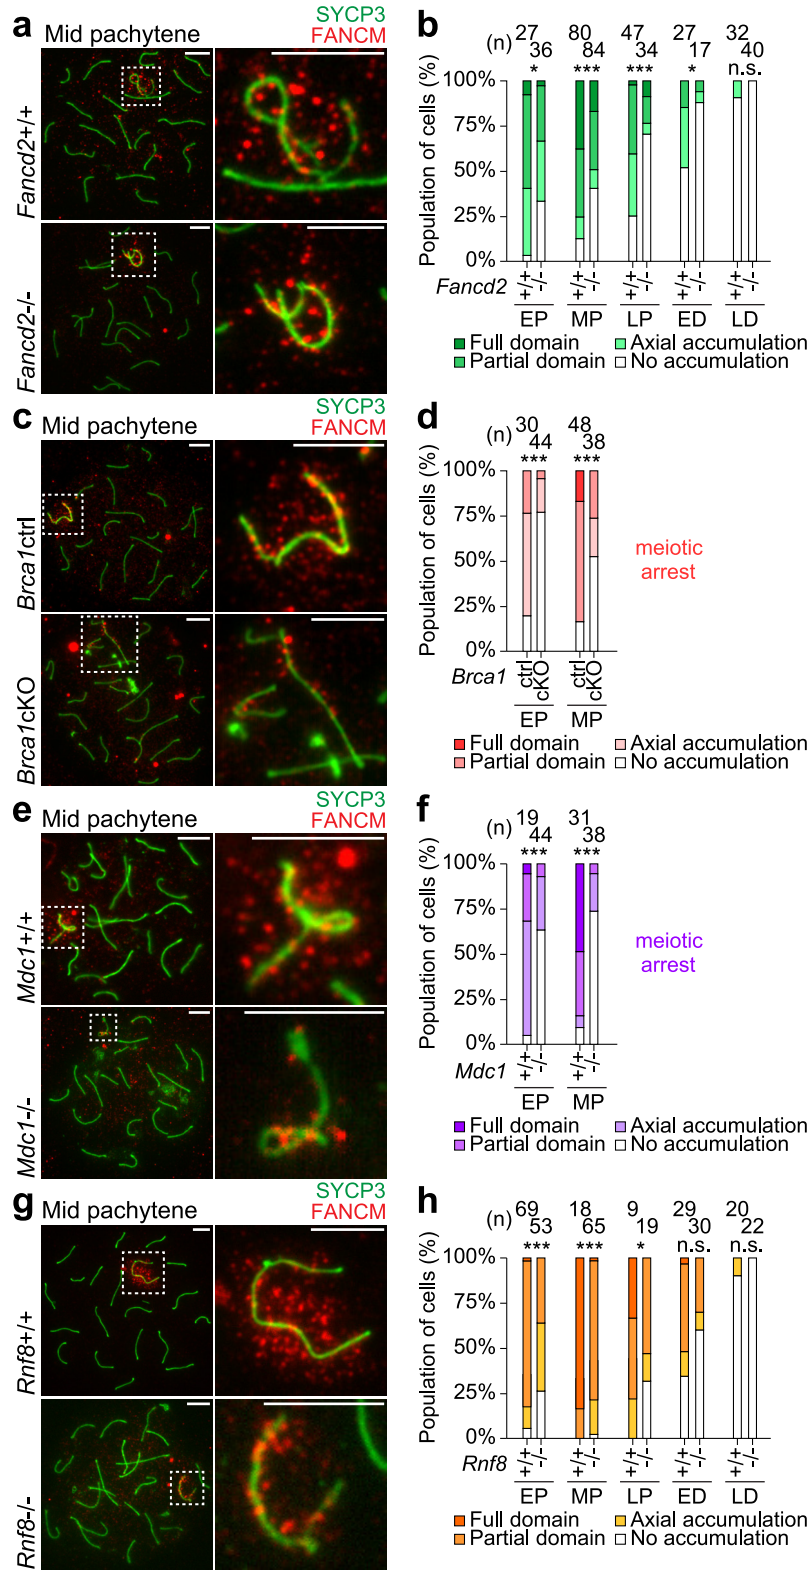 a
Mid pachytene
SYCP3
FANCM
Fancd2+/+
Fancd2-/-
b
(n)
27
36
80
84
47
34
27
17
32
40
*
***
***
*
n.s.
Population of cells (%)
100%
75%
50%
25%
0%
Fancd2
+/+
-/-
+/+
-/-
+/+
-/-
+/+
-/-
+/+
-/-
EP
MP
LP
ED
LD
Full domain
Axial accumulation
Partial domain
No accumulation
c
Mid pachytene
SYCP3
FANCM
Brca1ctrl
Brca1cKO
d
(n)
30
44
48
38
***
***
Population of cells (%)
100%
75%
50%
25%
0%
meiotic
arrest
Brca1
ctrl
cKO
ctrl
cKO
EP
MP
Full domain
Axial accumulation
Partial domain
No accumulation
e
Mid pachytene
SYCP3
FANCM
Mdc1+/+
Mdc1-/-
f
(n)
19
44
31
38
***
***
Population of cells (%)
100%
75%
50%
25%
0%
meiotic
arrest
Mdc1
+/+
-/-
+/+
-/-
EP
MP
Full domain
Axial accumulation
Partial domain
No accumulation
g
Mid pachytene
SYCP3
FANCM
Rnf8+/+
Rnf8-/-
h
(n)
69
53
18
65
9
19
29
30
20
22
***
***
*
n.s.
n.s.
Population of cells (%)
100%
75%
50%
25%
0%
Rnf8
+/+
-/-
+/+
-/-
+/+
-/-
+/+
-/-
+/+
-/-
EP
MP
LP
ED
LD
Full domain
Axial accumulation
Partial domain
No accumulation